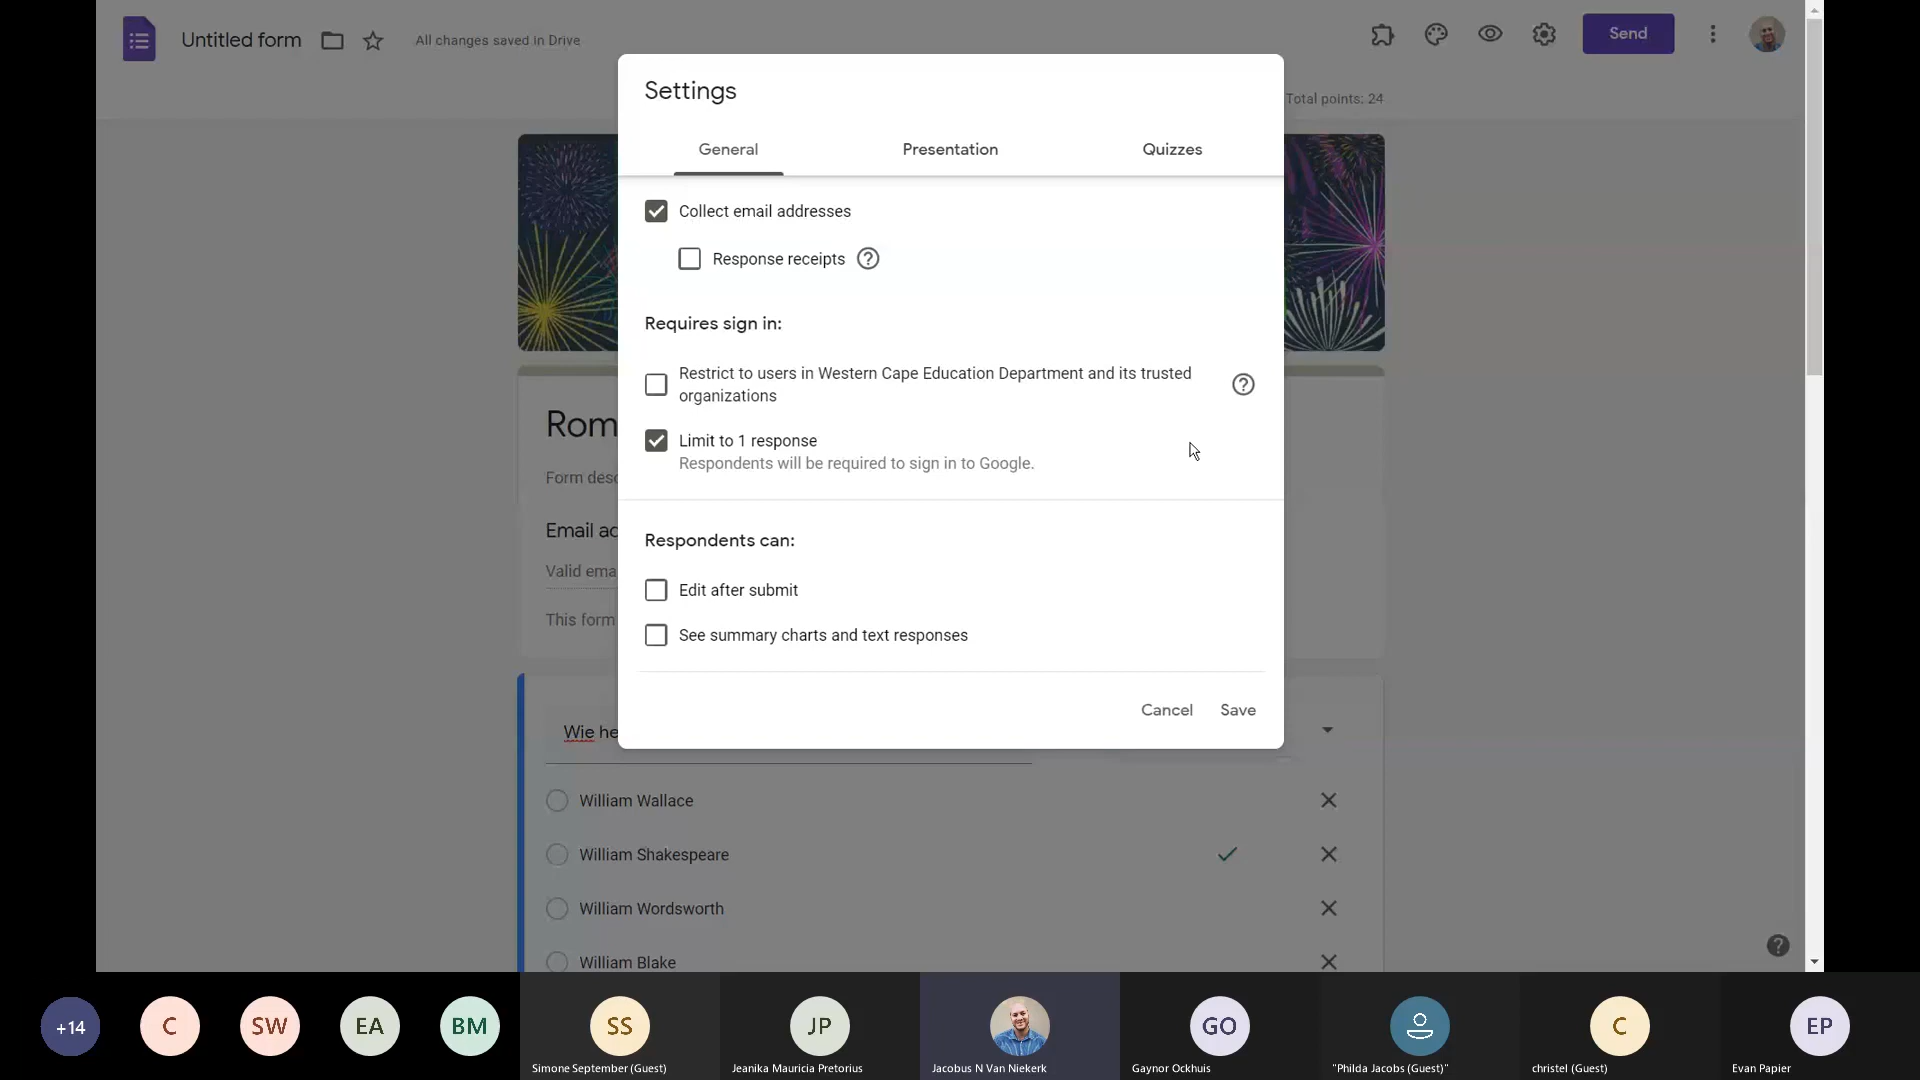 Untitled form
All changes saved in Drive
Send
Total points: 24
Settings
General
Presentation
Quizzes
Collect email addresses
Response receipts
Requires sign in:
Restrict to users in Western Cape Education Department and its trusted
organizations
Limit to 1 response
Respondents will be required to sign in to Google.
Respondents can:
Edit after submit
See summary charts and text responses
Cancel
Save
Rom
Form desc
Email ad
Valid ema
This form
Wie he
William Wallace
William Shakespeare
William Wordsworth
William Blake
+14
C
SW
EA
BM
SS
JP
GO
C
EP
Simone September (Guest)
Jeanika Mauricia Pretorius
Jacobus N Van Niekerk
Gaynor Ockhuis
"Philda Jacobs (Guest)"
christel (Guest)
Evan Papier